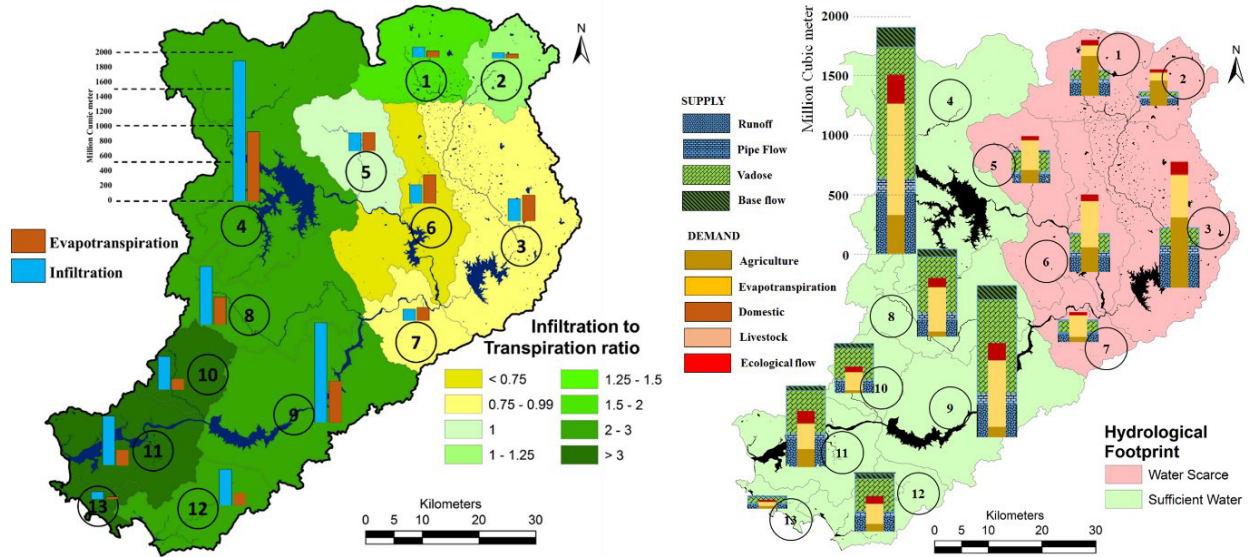 2000
1800
1600
1400
1200
1000
800
600
400
200
0
Million Cubic meter
N
1
2
3
4
5
6
7
8
9
10
11
12
13
Evapotranspiration
Infiltration
Infiltration to
Transpiration ratio
< 0.75
0.75 - 0.99
1
1 - 1.25
1.25 - 1.5
1.5 - 2
2 - 3
> 3
Kilometers
0 5 10 20 30
2000
1500
1000
500
0
Million Cubic meter
N
SUPPLY
Runoff
Pipe Flow
Vadose
Base flow
DEMAND
Agriculture
Evapotranspiration
Domestic
Livestock
Ecological flow
1
2
3
4
5
6
7
8
9
10
11
12
13
Hydrological
Footprint
Water Scarce
Sufficient Water
Kilometers
0 5 10 20 30